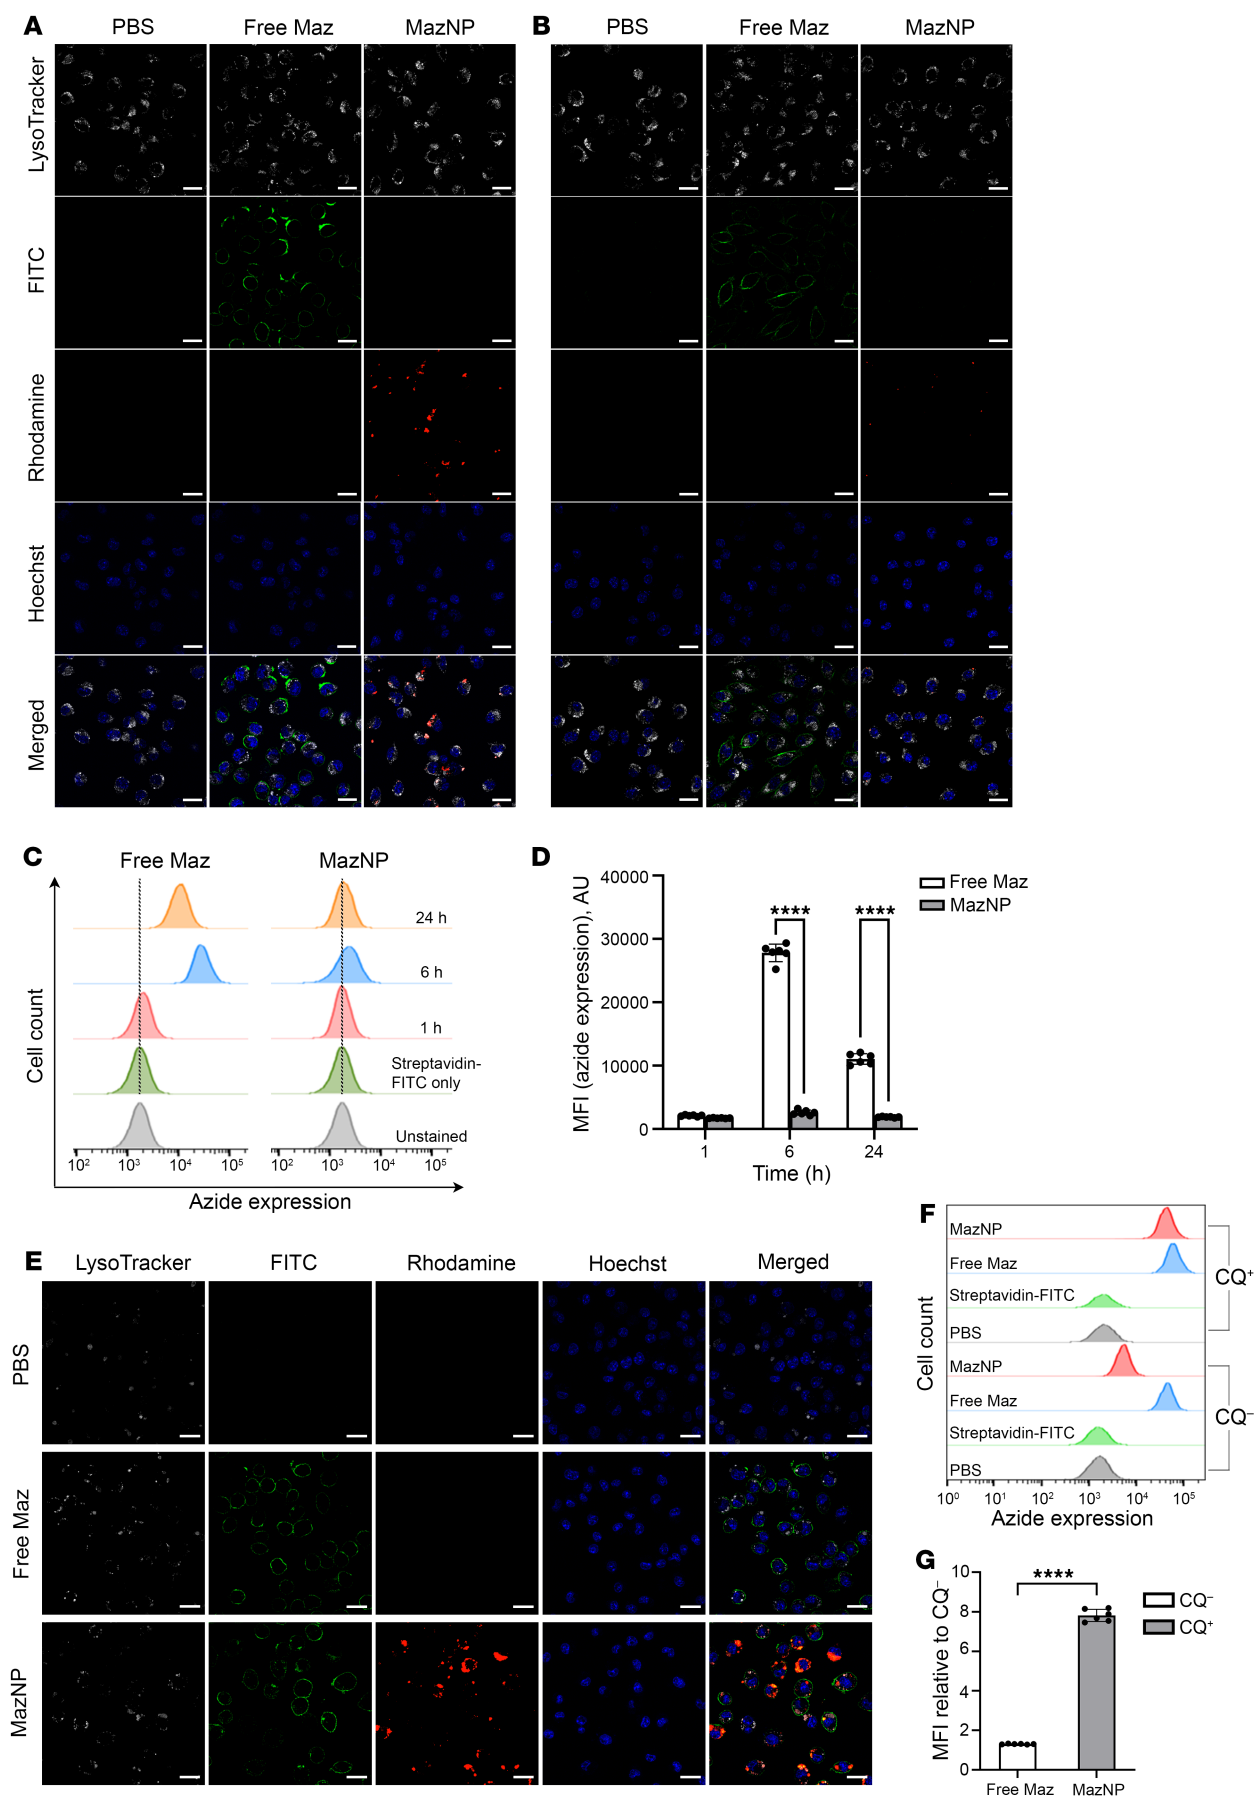 A
PBS
Free Maz
MazNP
LysoTracker
FITC
Rhodamine
Hoechst
Merged
B
PBS
Free Maz
MazNP
C
Free Maz
MazNP
24 h
6 h
1 h
Streptavidin-
FITC only
Unstained
Cell count
10² 10³ 10⁴ 10⁵
10² 10³ 10⁴ 10⁵
Azide expression
D
MFI (azide expression), AU
40000
30000
20000
10000
0
****
****
1
6
24
Time (h)
Free Maz
MazNP
E
LysoTracker
FITC
Rhodamine
Hoechst
Merged
PBS
Free Maz
MazNP
F
Cell count
MazNP
Free Maz
Streptavidin-FITC
PBS
CQ⁺
MazNP
Free Maz
Streptavidin-FITC
PBS
CQ⁻
10⁰ 10¹ 10² 10³ 10⁴ 10⁵
Azide expression
G
MFI relative to CQ⁻
10
8
6
4
2
0
****
Free Maz
MazNP
CQ⁻
CQ⁺